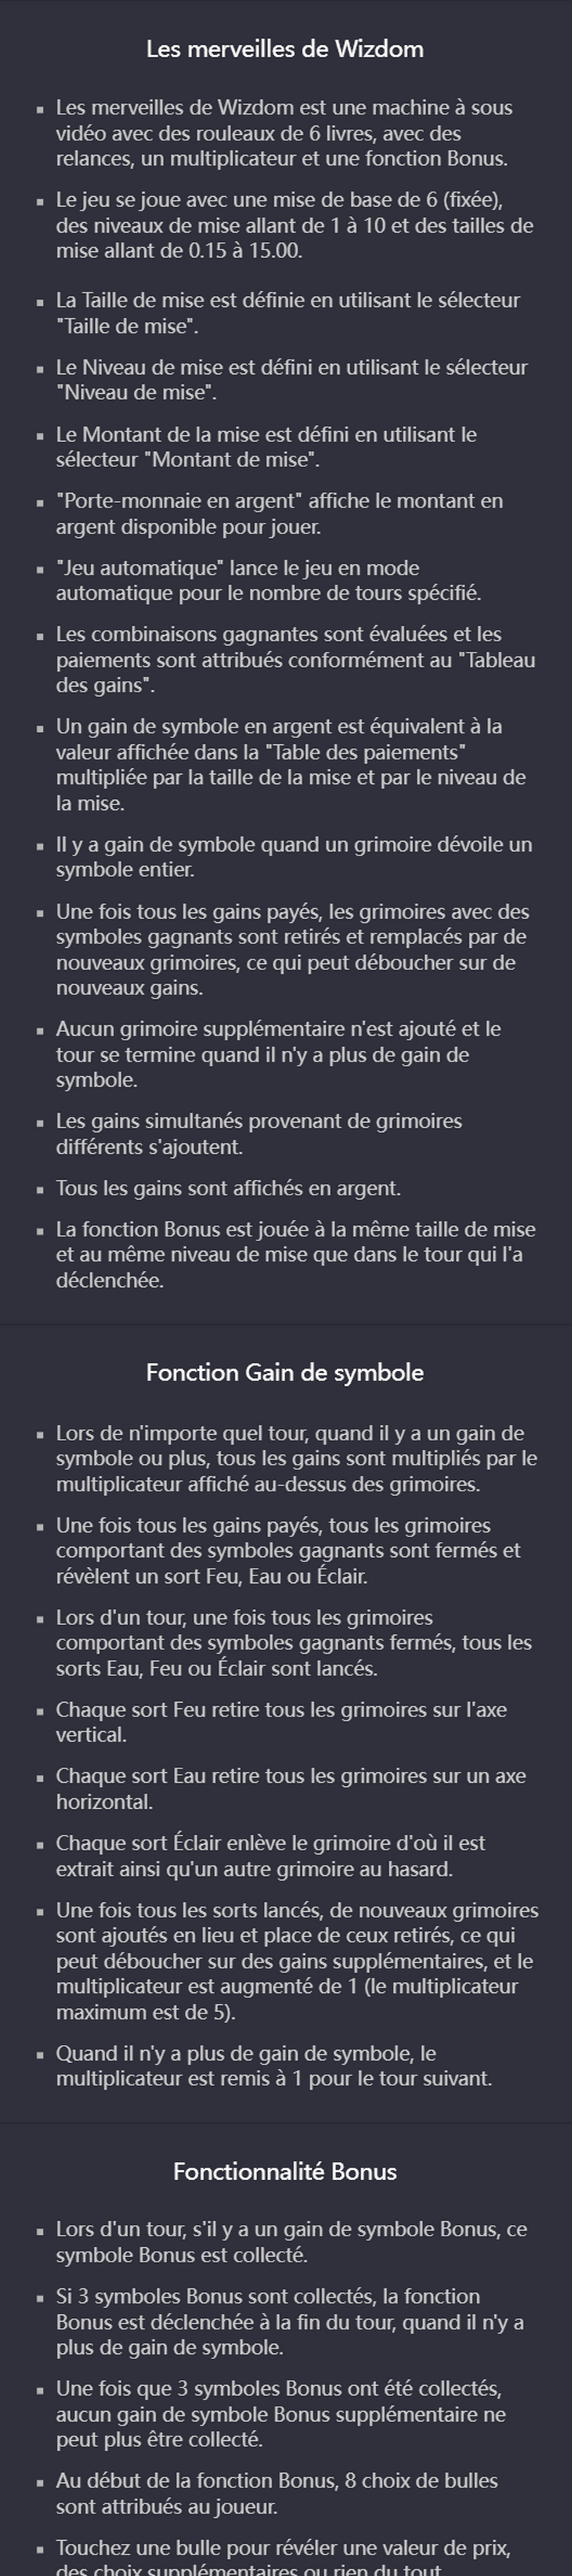 Les merveilles de Wizdom
▪ Les merveilles de Wizdom est une machine à sous
vidéo avec des rouleaux de 6 livres, avec des
relances, un multiplicateur et une fonction Bonus.
▪ Le jeu se joue avec une mise de base de 6 (fixée),
des niveaux de mise allant de 1 à 10 et des tailles de
mise allant de 0.15 à 15.00.
▪ La Taille de mise est définie en utilisant le sélecteur
"Taille de mise".
▪ Le Niveau de mise est défini en utilisant le sélecteur
"Niveau de mise".
▪ Le Montant de la mise est défini en utilisant le
sélecteur "Montant de mise".
▪ "Porte-monnaie en argent" affiche le montant en
argent disponible pour jouer.
▪ "Jeu automatique" lance le jeu en mode
automatique pour le nombre de tours spécifié.
▪ Les combinaisons gagnantes sont évaluées et les
paiements sont attribués conformément au "Tableau
des gains".
▪ Un gain de symbole en argent est équivalent à la
valeur affichée dans la "Table des paiements"
multipliée par la taille de la mise et par le niveau de
la mise.
▪ Il y a gain de symbole quand un grimoire dévoile un
symbole entier.
▪ Une fois tous les gains payés, les grimoires avec des
symboles gagnants sont retirés et remplacés par de
nouveaux grimoires, ce qui peut déboucher sur de
nouveaux gains.
▪ Aucun grimoire supplémentaire n'est ajouté et le
tour se termine quand il n'y a plus de gain de
symbole.
▪ Les gains simultanés provenant de grimoires
différents s'ajoutent.
▪ Tous les gains sont affichés en argent.
▪ La fonction Bonus est jouée à la même taille de mise
et au même niveau de mise que dans le tour qui l'a
déclenchée.
Fonction Gain de symbole
▪ Lors de n'importe quel tour, quand il y a un gain de
symbole ou plus, tous les gains sont multipliés par le
multiplicateur affiché au-dessus des grimoires.
▪ Une fois tous les gains payés, tous les grimoires
comportant des symboles gagnants sont fermés et
révèlent un sort Feu, Eau ou Éclair.
▪ Lors d'un tour, une fois tous les grimoires
comportant des symboles gagnants fermés, tous les
sorts Eau, Feu ou Éclair sont lancés.
▪ Chaque sort Feu retire tous les grimoires sur l'axe
vertical.
▪ Chaque sort Eau retire tous les grimoires sur un axe
horizontal.
▪ Chaque sort Éclair enlève le grimoire d'où il est
extrait ainsi qu'un autre grimoire au hasard.
▪ Une fois tous les sorts lancés, de nouveaux grimoires
sont ajoutés en lieu et place de ceux retirés, ce qui
peut déboucher sur des gains supplémentaires, et le
multiplicateur est augmenté de 1 (le multiplicateur
maximum est de 5).
▪ Quand il n'y a plus de gain de symbole, le
multiplicateur est remis à 1 pour le tour suivant.
Fonctionnalité Bonus
▪ Lors d'un tour, s'il y a un gain de symbole Bonus, ce
symbole Bonus est collecté.
▪ Si 3 symboles Bonus sont collectés, la fonction
Bonus est déclenchée à la fin du tour, quand il n'y a
plus de gain de symbole.
▪ Une fois que 3 symboles Bonus ont été collectés,
aucun gain de symbole Bonus supplémentaire ne
peut plus être collecté.
▪ Au début de la fonction Bonus, 8 choix de bulles
sont attribués au joueur.
▪ Touchez une bulle pour révéler une valeur de prix,
des choix supplémentaires ou rien du tout